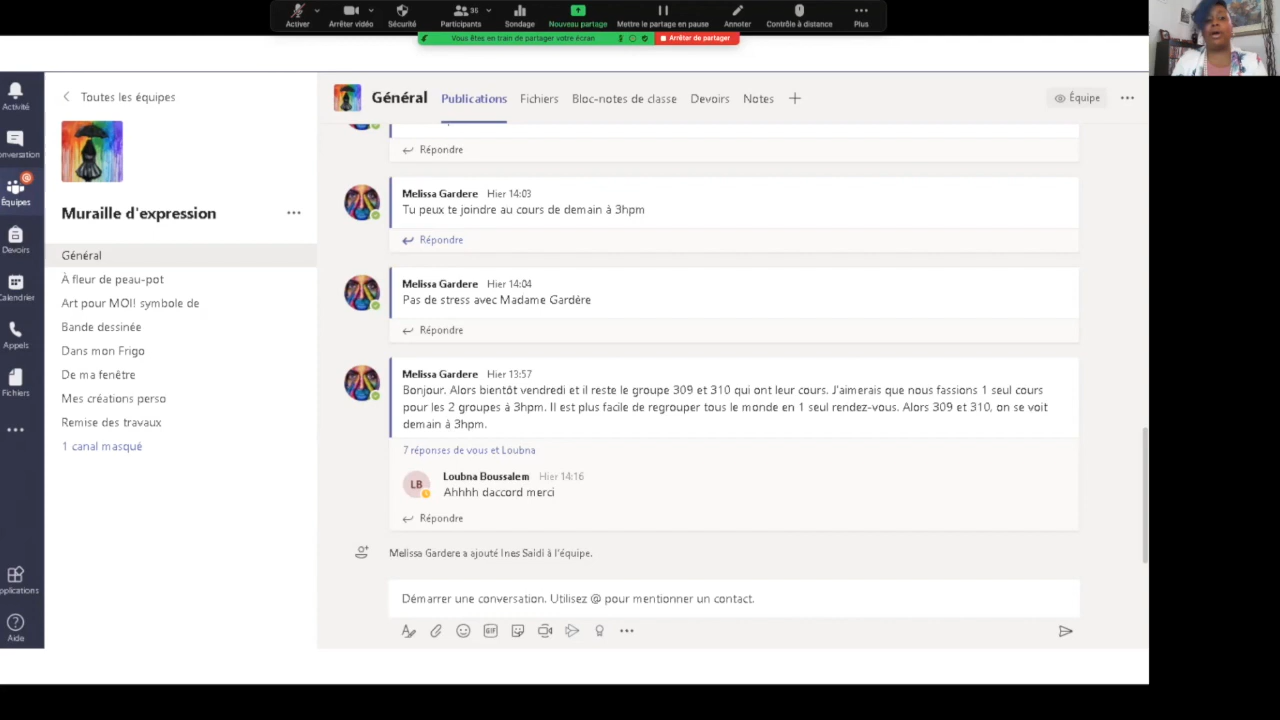 Activer
Arrêter vidéo
Sécurité
35
Participants
Sondage
Nouveau partage
Mettre le partage en pause
Annoter
Contrôle à distance
Plus
Vous êtes en train de partager votre écran
Arrêter de partager
Activité
onversation
Équipes
Devoirs
Calendrier
Appels
Fichiers
pplications
Aide
Toutes les équipes
Muraille d'expression
Général
À fleur de peau-pot
Art pour MOI! symbole de
Bande dessinée
Dans mon Frigo
De ma fenêtre
Mes créations perso
Remise des travaux
1 canal masqué
Général Publications Fichiers Bloc-notes de classe Devoirs Notes
Équipe
Répondre
Melissa Gardere Hier 14:03
Tu peux te joindre au cours de demain à 3hpm
Répondre
Melissa Gardere Hier 14:04
Pas de stress avec Madame Gardère
Répondre
Melissa Gardere Hier 13:57
Bonjour. Alors bientôt vendredi et il reste le groupe 309 et 310 qui ont leur cours. J'aimerais que nous fassions 1 seul cours
pour les 2 groupes à 3hpm. Il est plus facile de regrouper tous le monde en 1 seul rendez-vous. Alors 309 et 310, on se voit
demain à 3hpm.
7 réponses de vous et Loubna
LB
Loubna Boussalem Hier 14:16
Ahhhh daccord merci
Répondre
Melissa Gardere a ajouté Ines Saidi à l'équipe.
Démarrer une conversation. Utilisez @ pour mentionner un contact.
GIF